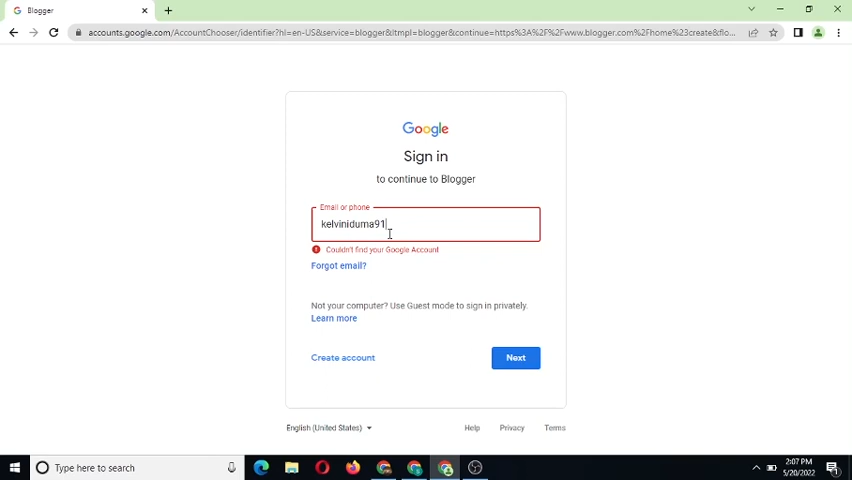 Blogger
accounts.google.com/AccountChooser/identifier?hl=en-US&service=blogger&ltmpl=blogger&continue=https%3A%2F%2Fwww.blogger.com%2Fhome%23create&flo...
Google
Sign in
to continue to Blogger
Email or phone
kelviniduma91
Couldn't find your Google Account
Forgot email?
Not your computer? Use Guest mode to sign in privately.
Learn more
Create account
Next
English (United States)
Help
Privacy
Terms
Type here to search
2:07 PM
5/20/2022